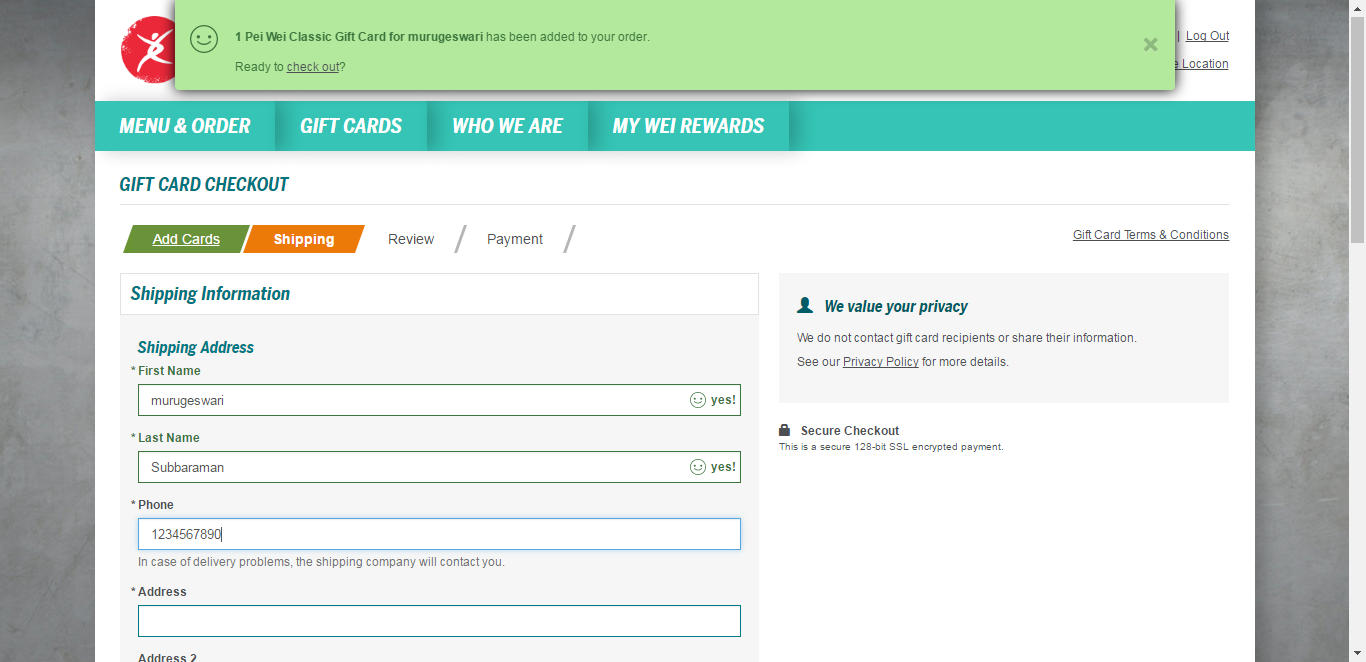 1 Pei Wei Classic Gift Card for murugeswari has been added to your order.
Ready to check out?
| Log Out
Location
MENU & ORDER
GIFT CARDS
WHO WE ARE
MY WEI REWARDS
GIFT CARD CHECKOUT
Add Cards
Shipping
Review
Payment
Gift Card Terms & Conditions
Shipping Information
Shipping Address
* First Name
murugeswari
yes!
* Last Name
Subbaraman
yes!
* Phone
1234567890
In case of delivery problems, the shipping company will contact you.
* Address
Address 2
We value your privacy
We do not contact gift card recipients or share their information.
See our Privacy Policy for more details.
Secure Checkout
This is a secure 128-bit SSL encrypted payment.